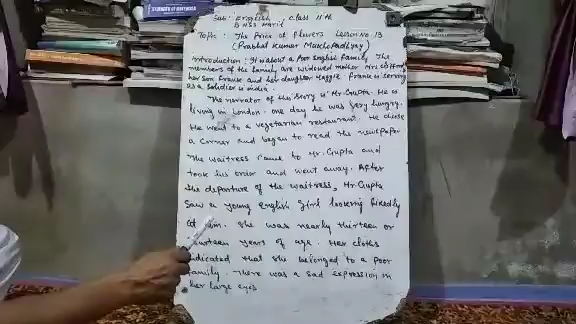 Sub: English, class 11th
HSS
Topic: The Price of flowers Lesson No. 13
(Prabhat Kumar Mukhopadhyay)
Introduction: It is about a Poor English Family. The
members of the family are widowed mother Mrs Clifford
her Son Frank and her daughter Maggie Frank is Serving
as a Soldier in India.
The narrator of this Story is Mr. Gupta. He is
living in London. one day he was very hungry.
He went to a vegetarian restaurant. He choose
a corner and began to read the newspaper
The waitress came to Mr. Gupta and
took his order and went away. After
the departure of the waitress, Mr. Gupta
Saw a young English girl looking fixedly
at him. She was nearly thirteen or
fourteen years of age. Her cloths
indicated that she belonged to a poor
family. There was a sad expression in
her large eyes